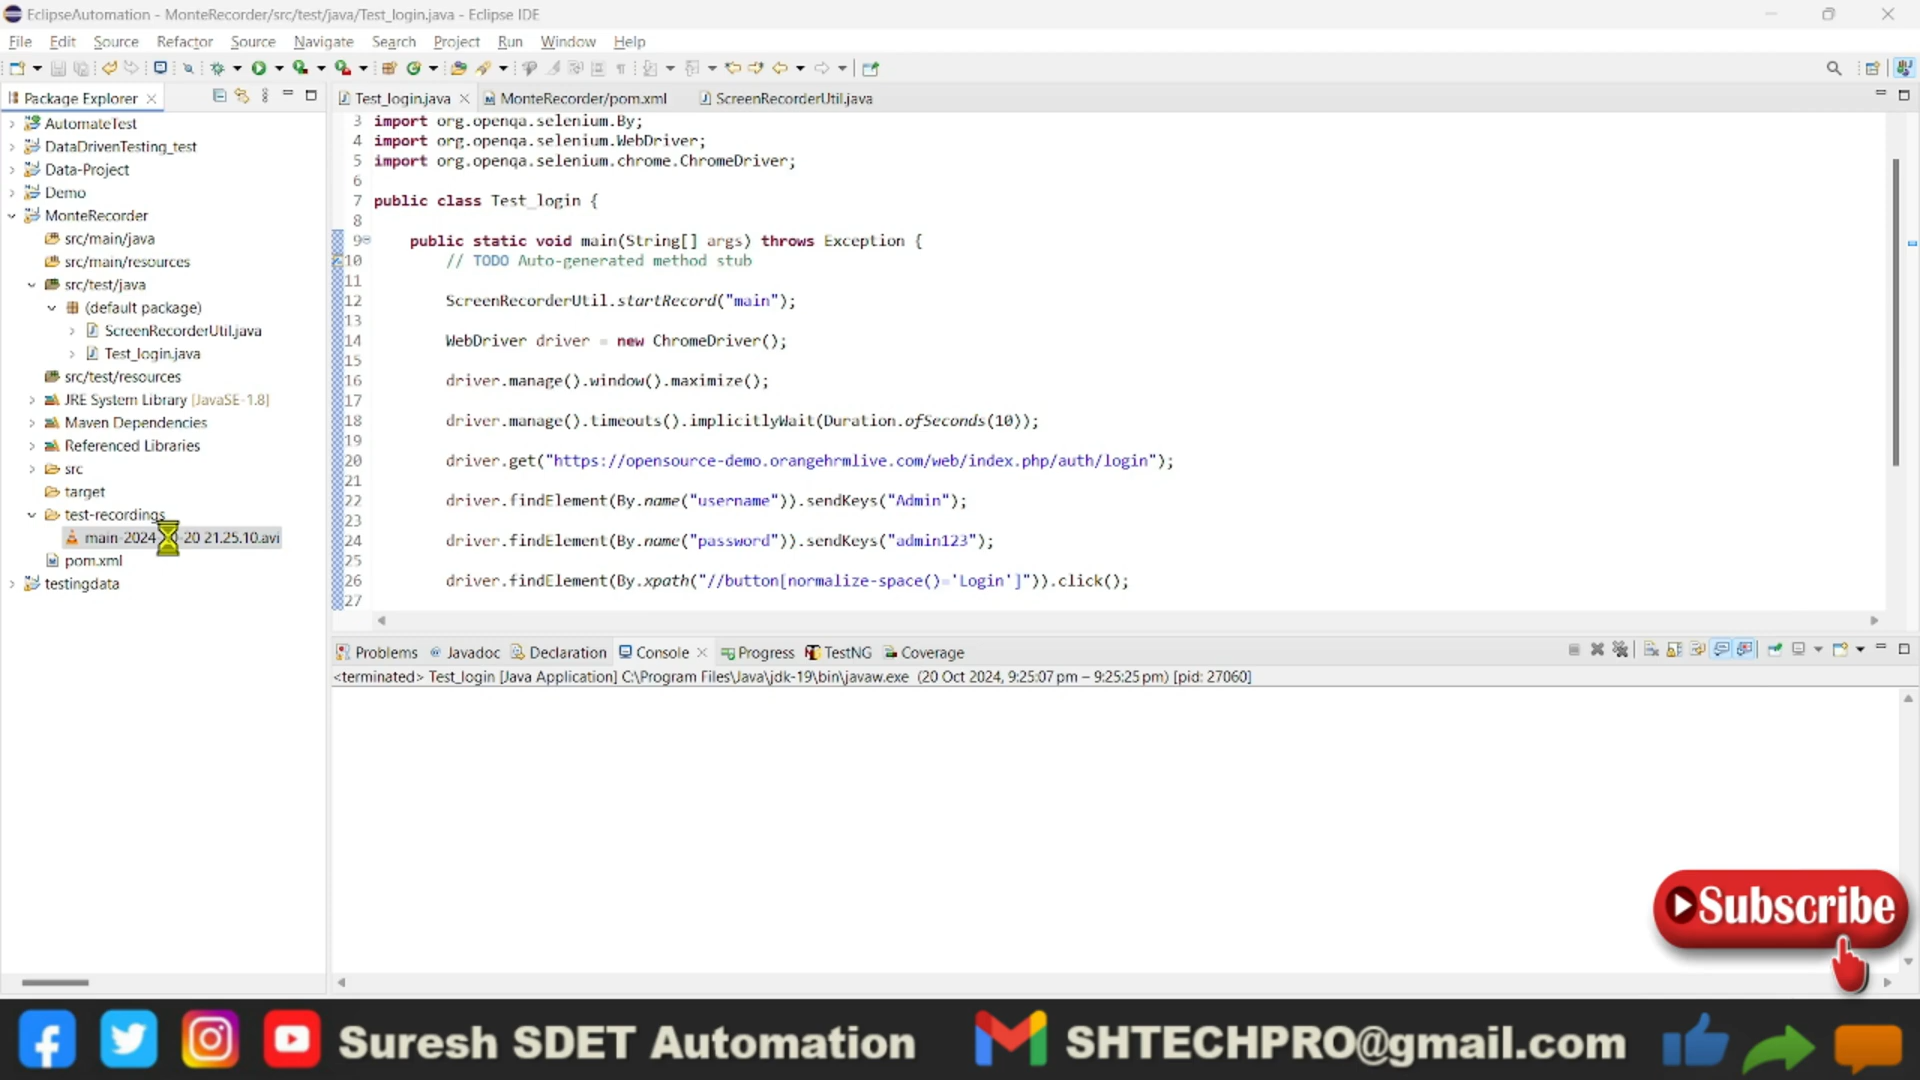 EclipseAutomation - MonteRecorder/src/test/java/Test_login.java - Eclipse IDE
File Edit Source Refactor Source Navigate Search Project Run Window Help
Package Explorer
Test_login.java MonteRecorder/pom.xml ScreenRecorderUtil.java
AutomateTest
DataDrivenTesting_test
Data-Project
Demo
MonteRecorder
src/main/java
src/main/resources
src/test/java
(default package)
ScreenRecorderUtil.java
Test_login.java
src/test/resources
JRE System Library [JavaSE-1.8]
Maven Dependencies
Referenced Libraries
src
target
test-recordings
main-2024 -20 21.25.10.avi
pom.xml
testingdata
3 import org.openqa.selenium.By;
4 import org.openqa.selenium.WebDriver;
5 import org.openqa.selenium.chrome.ChromeDriver;
6
7 public class Test_login {
8
9 public static void main(String[] args) throws Exception {
10 // TODO Auto-generated method stub
11
12 ScreenRecorderUtil.startRecord("main");
13
14 WebDriver driver = new ChromeDriver();
15
16 driver.manage().window().maximize();
17
18 driver.manage().timeouts().implicitlyWait(Duration.ofSeconds(10));
19
20 driver.get("https://opensource-demo.orangehrmlive.com/web/index.php/auth/login");
21
22 driver.findElement(By.name("username")).sendKeys("Admin");
23
24 driver.findElement(By.name("password")).sendKeys("admin123");
25
26 driver.findElement(By.xpath("//button[normalize-space()='Login']")).click();
27
Problems Javadoc Declaration Console Progress TestNG Coverage
<terminated> Test_login [Java Application] C:\Program Files\Java\jdk-19\bin\javaw.exe (20 Oct 2024, 9:25:07 pm – 9:25:25 pm) [pid: 27060]
Subscribe
Suresh SDET Automation SHTECHPRO@gmail.com